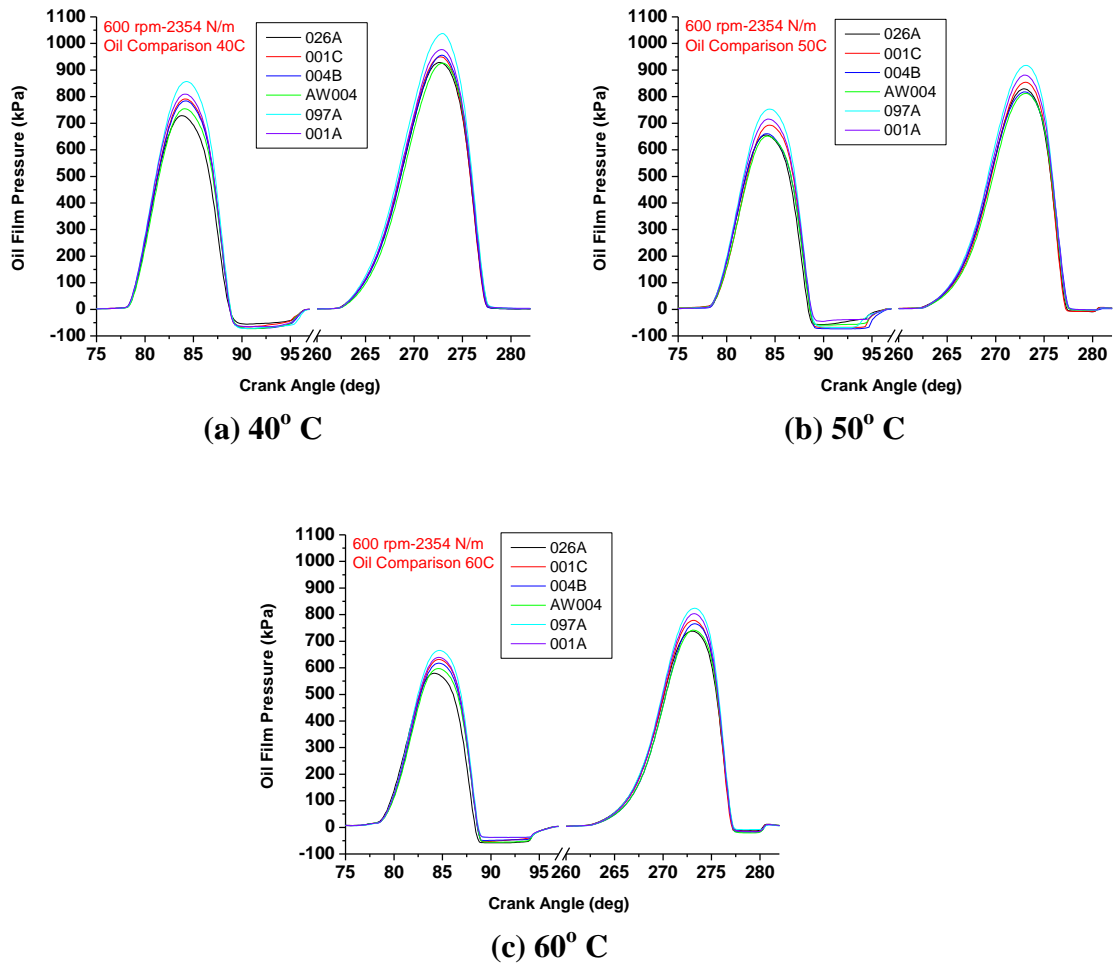 600 rpm-2354 N/m
Oil Comparison 40C
026A
001C
004B
AW004
097A
001A
Oil Film Pressure (kPa)
1100
1000
900
800
700
600
500
400
300
200
100
0
-100
75 80 85 90 95 260 265 270 275 280
Crank Angle (deg)
(a) 40° C
600 rpm-2354 N/m
Oil Comparison 50C
026A
001C
004B
AW004
097A
001A
Oil Film Pressure (kPa)
1100
1000
900
800
700
600
500
400
300
200
100
0
-100
75 80 85 90 95 260 265 270 275 280
Crank Angle (deg)
(b) 50° C
600 rpm-2354 N/m
Oil Comparison 60C
026A
001C
004B
AW004
097A
001A
Oil Film Pressure (kPa)
1100
1000
900
800
700
600
500
400
300
200
100
0
-100
75 80 85 90 95 260 265 270 275 280
Crank Angle (deg)
(c) 60° C